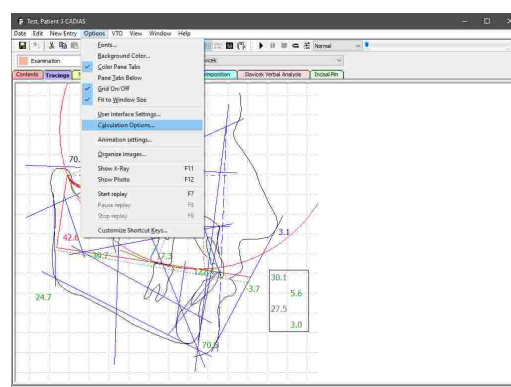 Test, Patient 3 CADIAS
Data Edit New Entry Options VTO View Window Help
Normal
Examination
Contents Tracings
Slavicek Verbal Analysis Incisal Pin
Fonts...
Background Color...
Color Pane Tabs
Pane Tabs Below
Grid On/Off
Fit to Window Size
User Interface Settings...
Calculation Options...
Animation settings...
Organize Images...
Show X-Ray F11
Show Photo F12
Start replay F7
Pause replay F8
Stop replay F9
Customize Shortcut Keys...
70.
42.6
3.1
24.7
-3.7
30.1
5.6
27.5
3.0